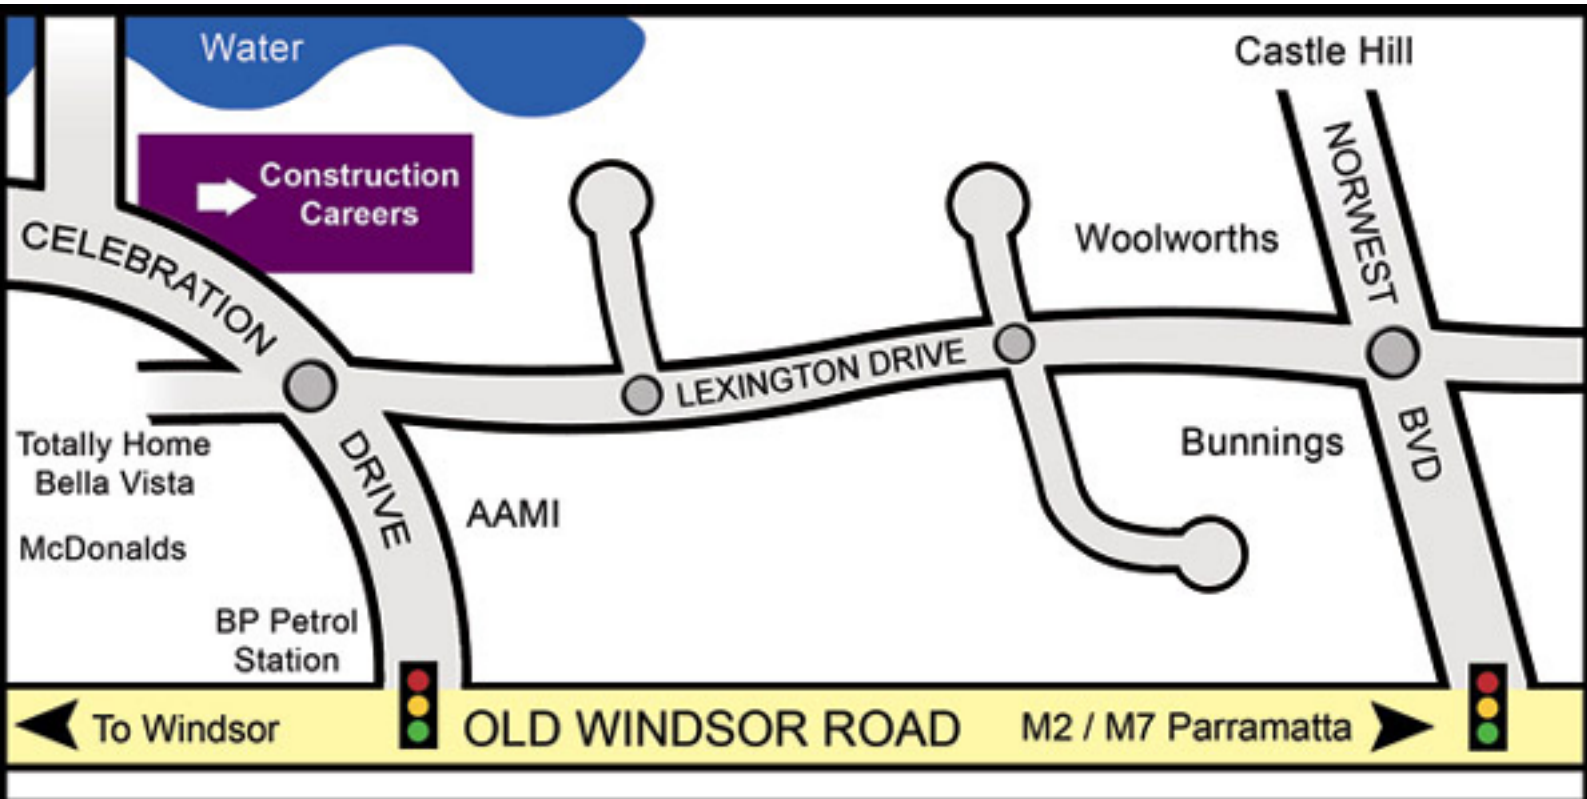 Water
Castle Hill
Construction
Careers
NORWEST
CELEBRATION
Woolworths
LEXINGTON DRIVE
Totally Home
Bella Vista
DRIVE
Bunnings
BVD
AAMI
McDonalds
BP Petrol
Station
To Windsor
OLD WINDSOR ROAD
M2 / M7 Parramatta